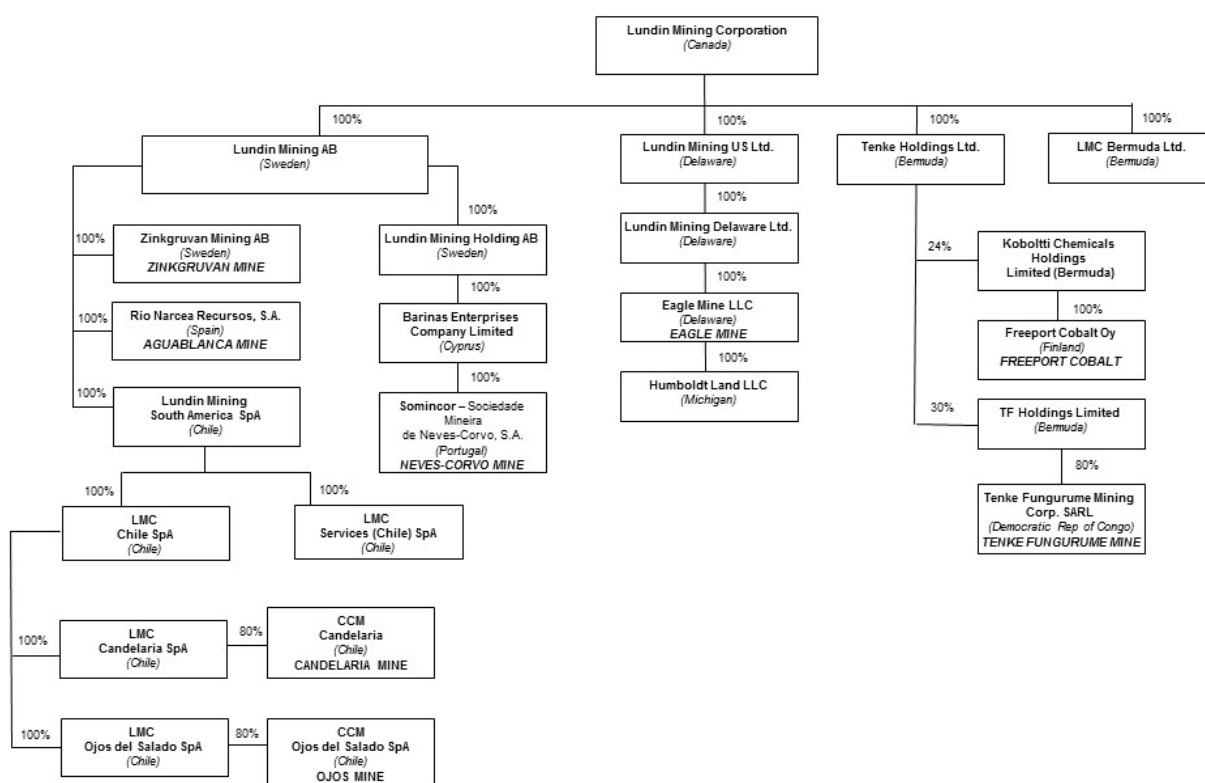 Lundin Mining Corporation
(Canada)
100%
100%
100%
100%
Lundin Mining AB
(Sweden)
Lundin Mining US Ltd.
(Delaware)
Tenke Holdings Ltd.
(Bermuda)
LMC Bermuda Ltd.
(Bermuda)
100%
100%
100%
Zinkgruvan Mining AB
(Sweden)
ZINKGRUVAN MINE
Lundin Mining Holding AB
(Sweden)
Lundin Mining Delaware Ltd.
(Delaware)
24%
Koboltti Chemicals
Holdings
Limited (Bermuda)
100%
100%
100%
100%
Rio Narcea Recursos, S.A.
(Spain)
AGUABLANCA MINE
Barinas Enterprises
Company Limited
(Cyprus)
Eagle Mine LLC
(Delaware)
EAGLE MINE
Freeport Cobalt Oy
(Finland)
FREEPORT COBALT
100%
100%
100%
Lundin Mining
South America SpA
(Chile)
Somincor – Sociedade
Mineira
de Neves-Corvo, S.A.
(Portugal)
NEVES-CORVO MINE
Humboldt Land LLC
(Michigan)
30%
TF Holdings Limited
(Bermuda)
80%
100%
100%
LMC
Chile SpA
(Chile)
LMC
Services (Chile) SpA
(Chile)
Tenke Fungurume Mining
Corp. SARL
(Democratic Rep of Congo)
TENKE FUNGURUME MINE
100%
LMC
Candelaria SpA
(Chile)
80%
CCM
Candelaria
(Chile)
CANDELARIA MINE
100%
LMC
Ojos del Salado SpA
(Chile)
80%
CCM
Ojos del Salado SpA
(Chile)
OJOS MINE